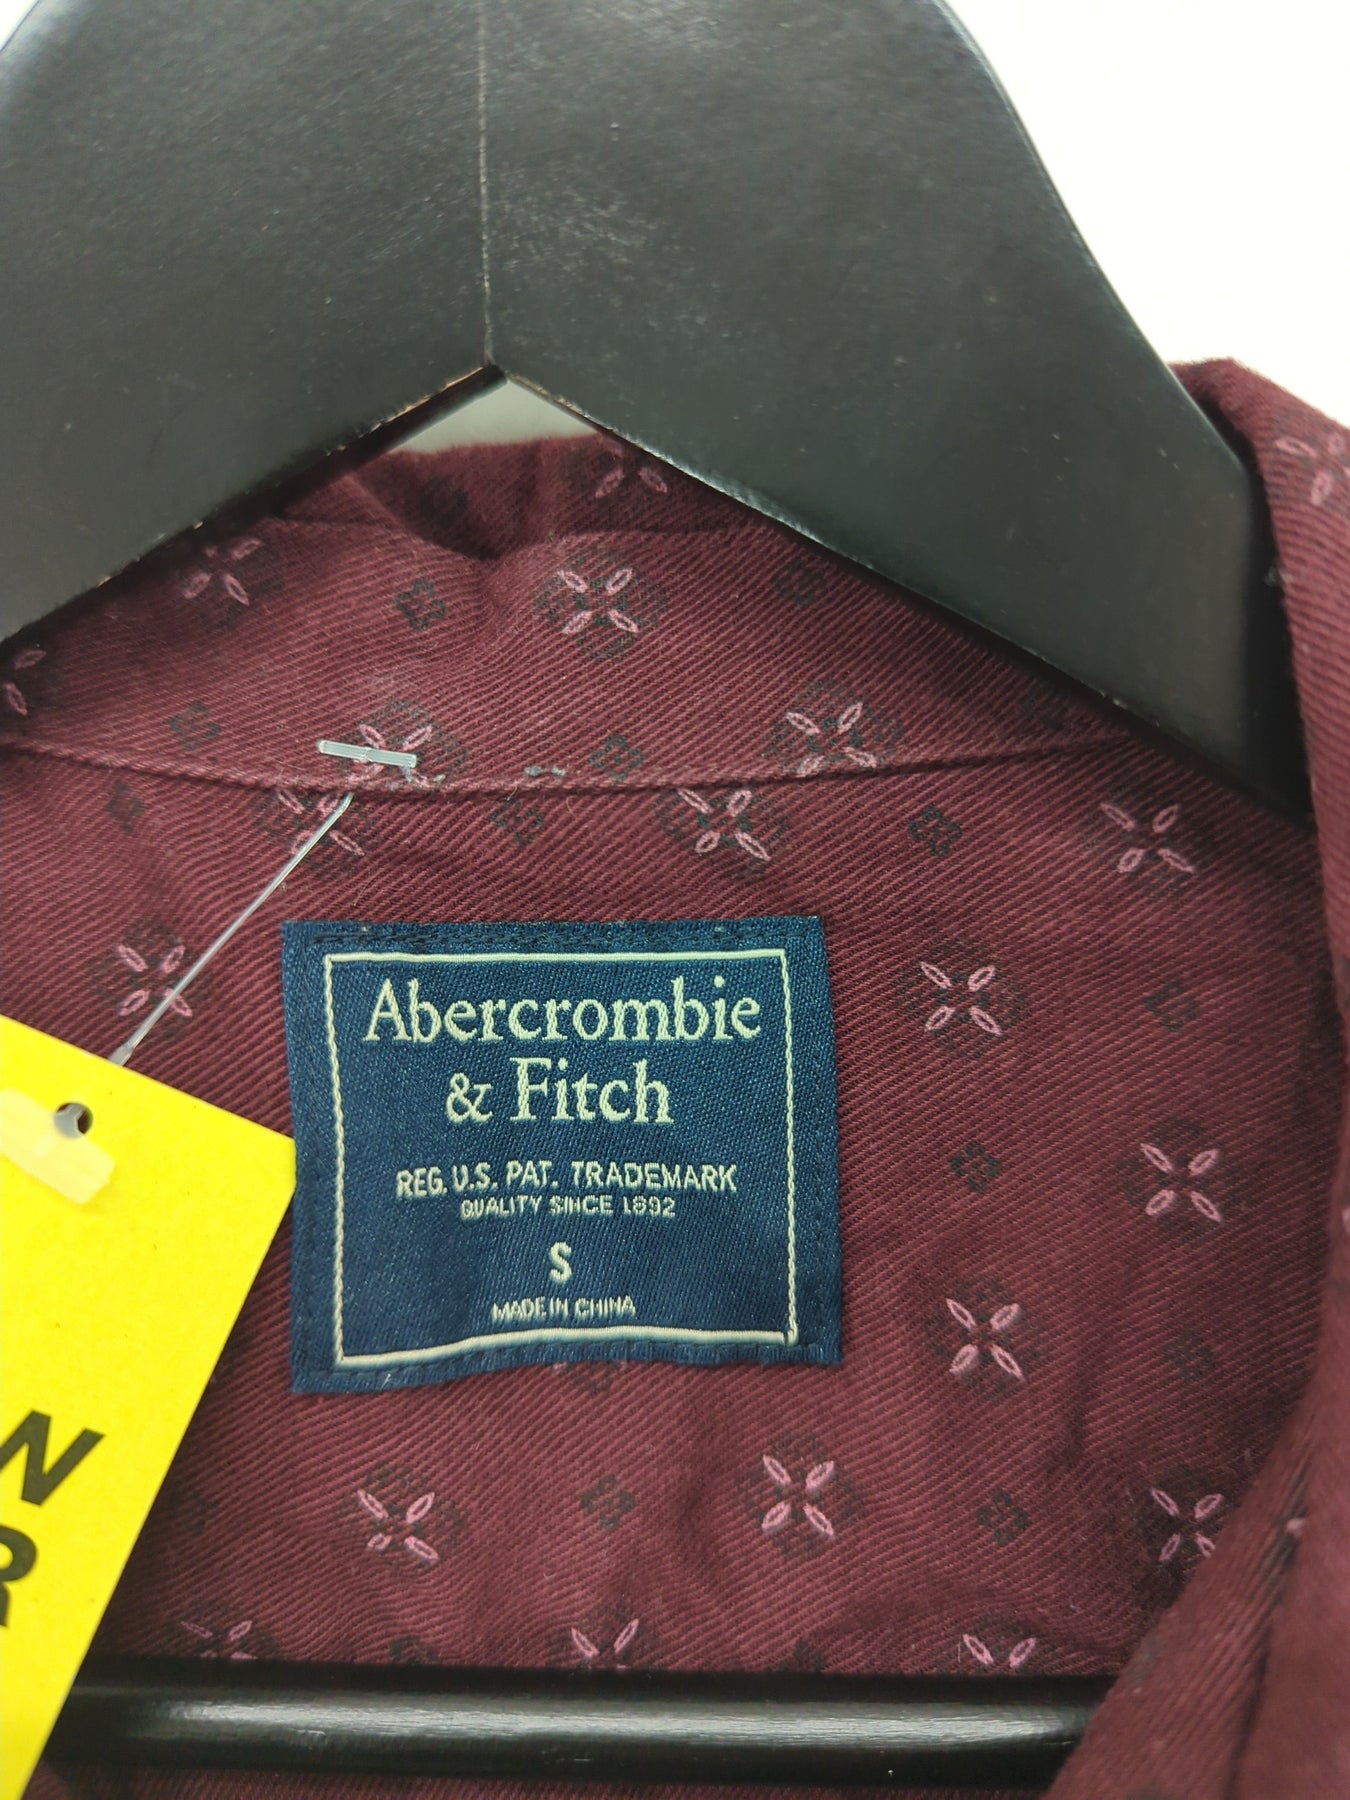 Abercrombie
& Fitch
REG. U.S. PAT. TRADEMARK
QUALITY SINCE 1892
S
MADE IN CHINA
N
R